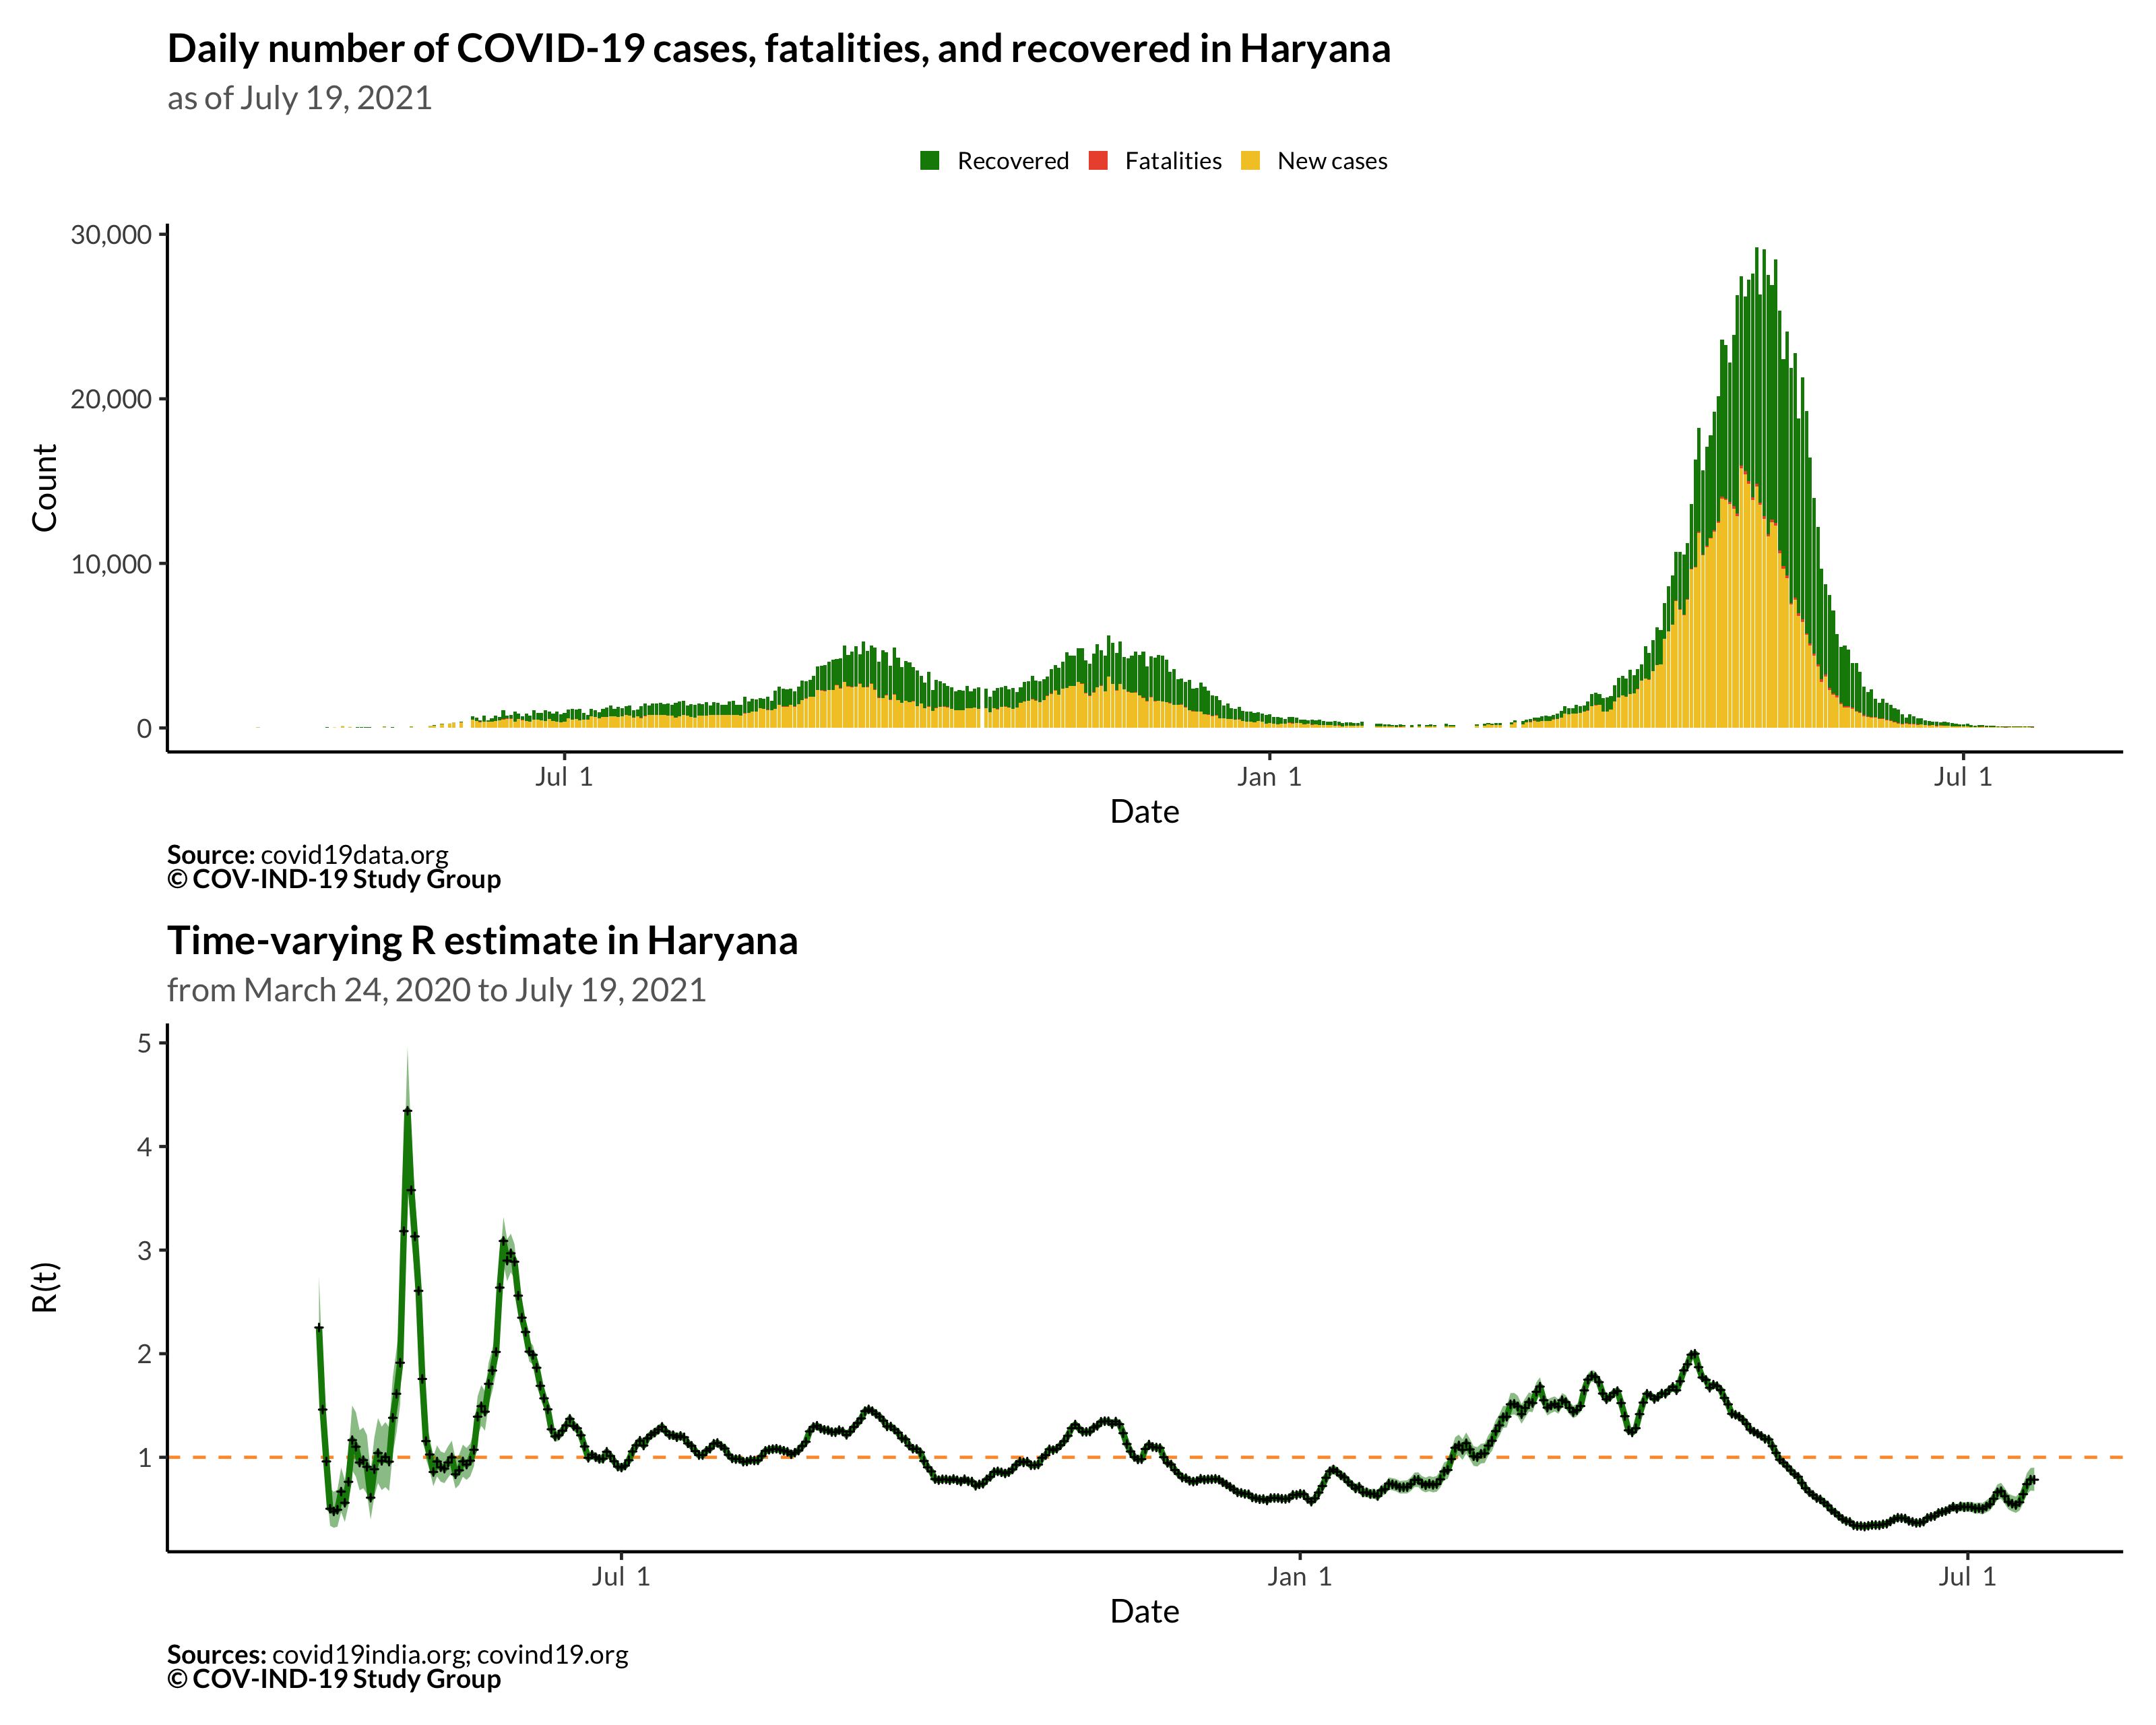 Daily number of COVID-19 cases, fatalities, and recovered in Haryana
as of July 19, 2021
Recovered Fatalities New cases
30,000
20,000
10,000
0
Count
Jul 1 Jan 1 Jul 1
Date
Source: covid19data.org
© COV-IND-19 Study Group
Time-varying R estimate in Haryana
from March 24, 2020 to July 19, 2021
5
4
3
2
1
R(t)
Jul 1 Jan 1 Jul 1
Date
Sources: covid19india.org; covind19.org
© COV-IND-19 Study Group